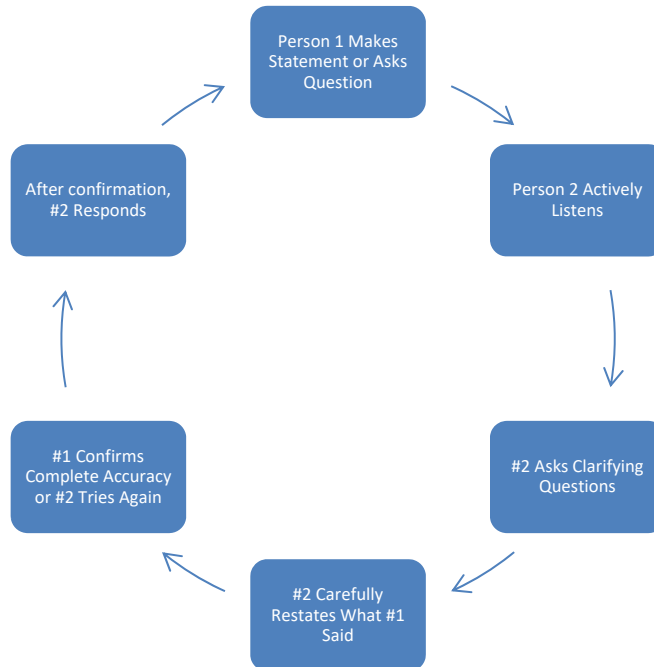 Person 1 Makes
Statement or Asks
Question
Person 2 Actively
Listens
#2 Asks Clarifying
Questions
#2 Carefully
Restates What #1
Said
#1 Confirms
Complete Accuracy
or #2 Tries Again
After confirmation,
#2 Responds